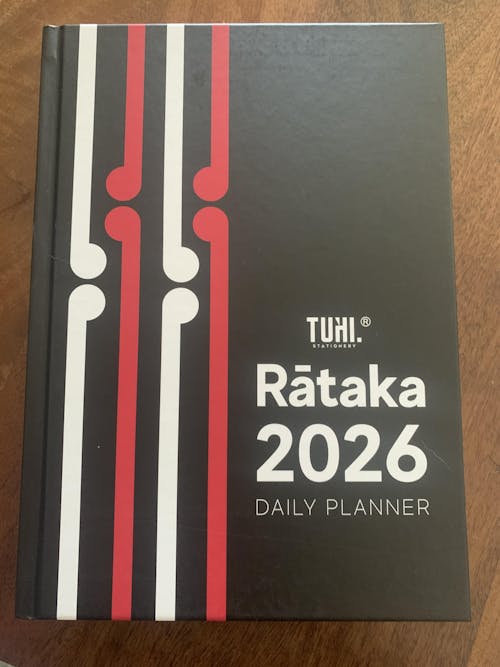 TUHI.®
STATIONERY
Rātaka
2026
DAILY PLANNER